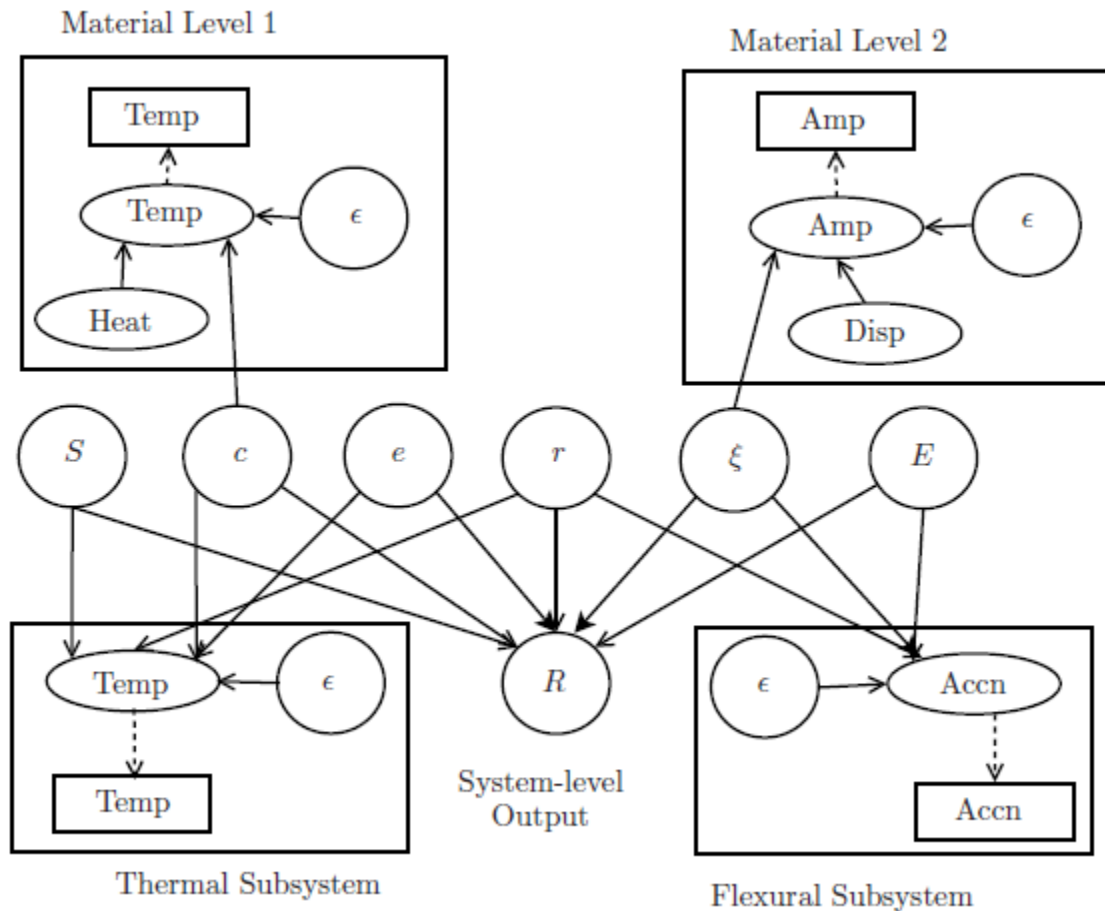 Material Level 1
Material Level 2
Temp
Amp
Temp
ϵ
Amp
ϵ
Heat
Disp
S
c
e
r
ξ
E
Temp
ϵ
R
ϵ
Accn
Temp
System-level
Output
Accn
Thermal Subsystem
Flexural Subsystem